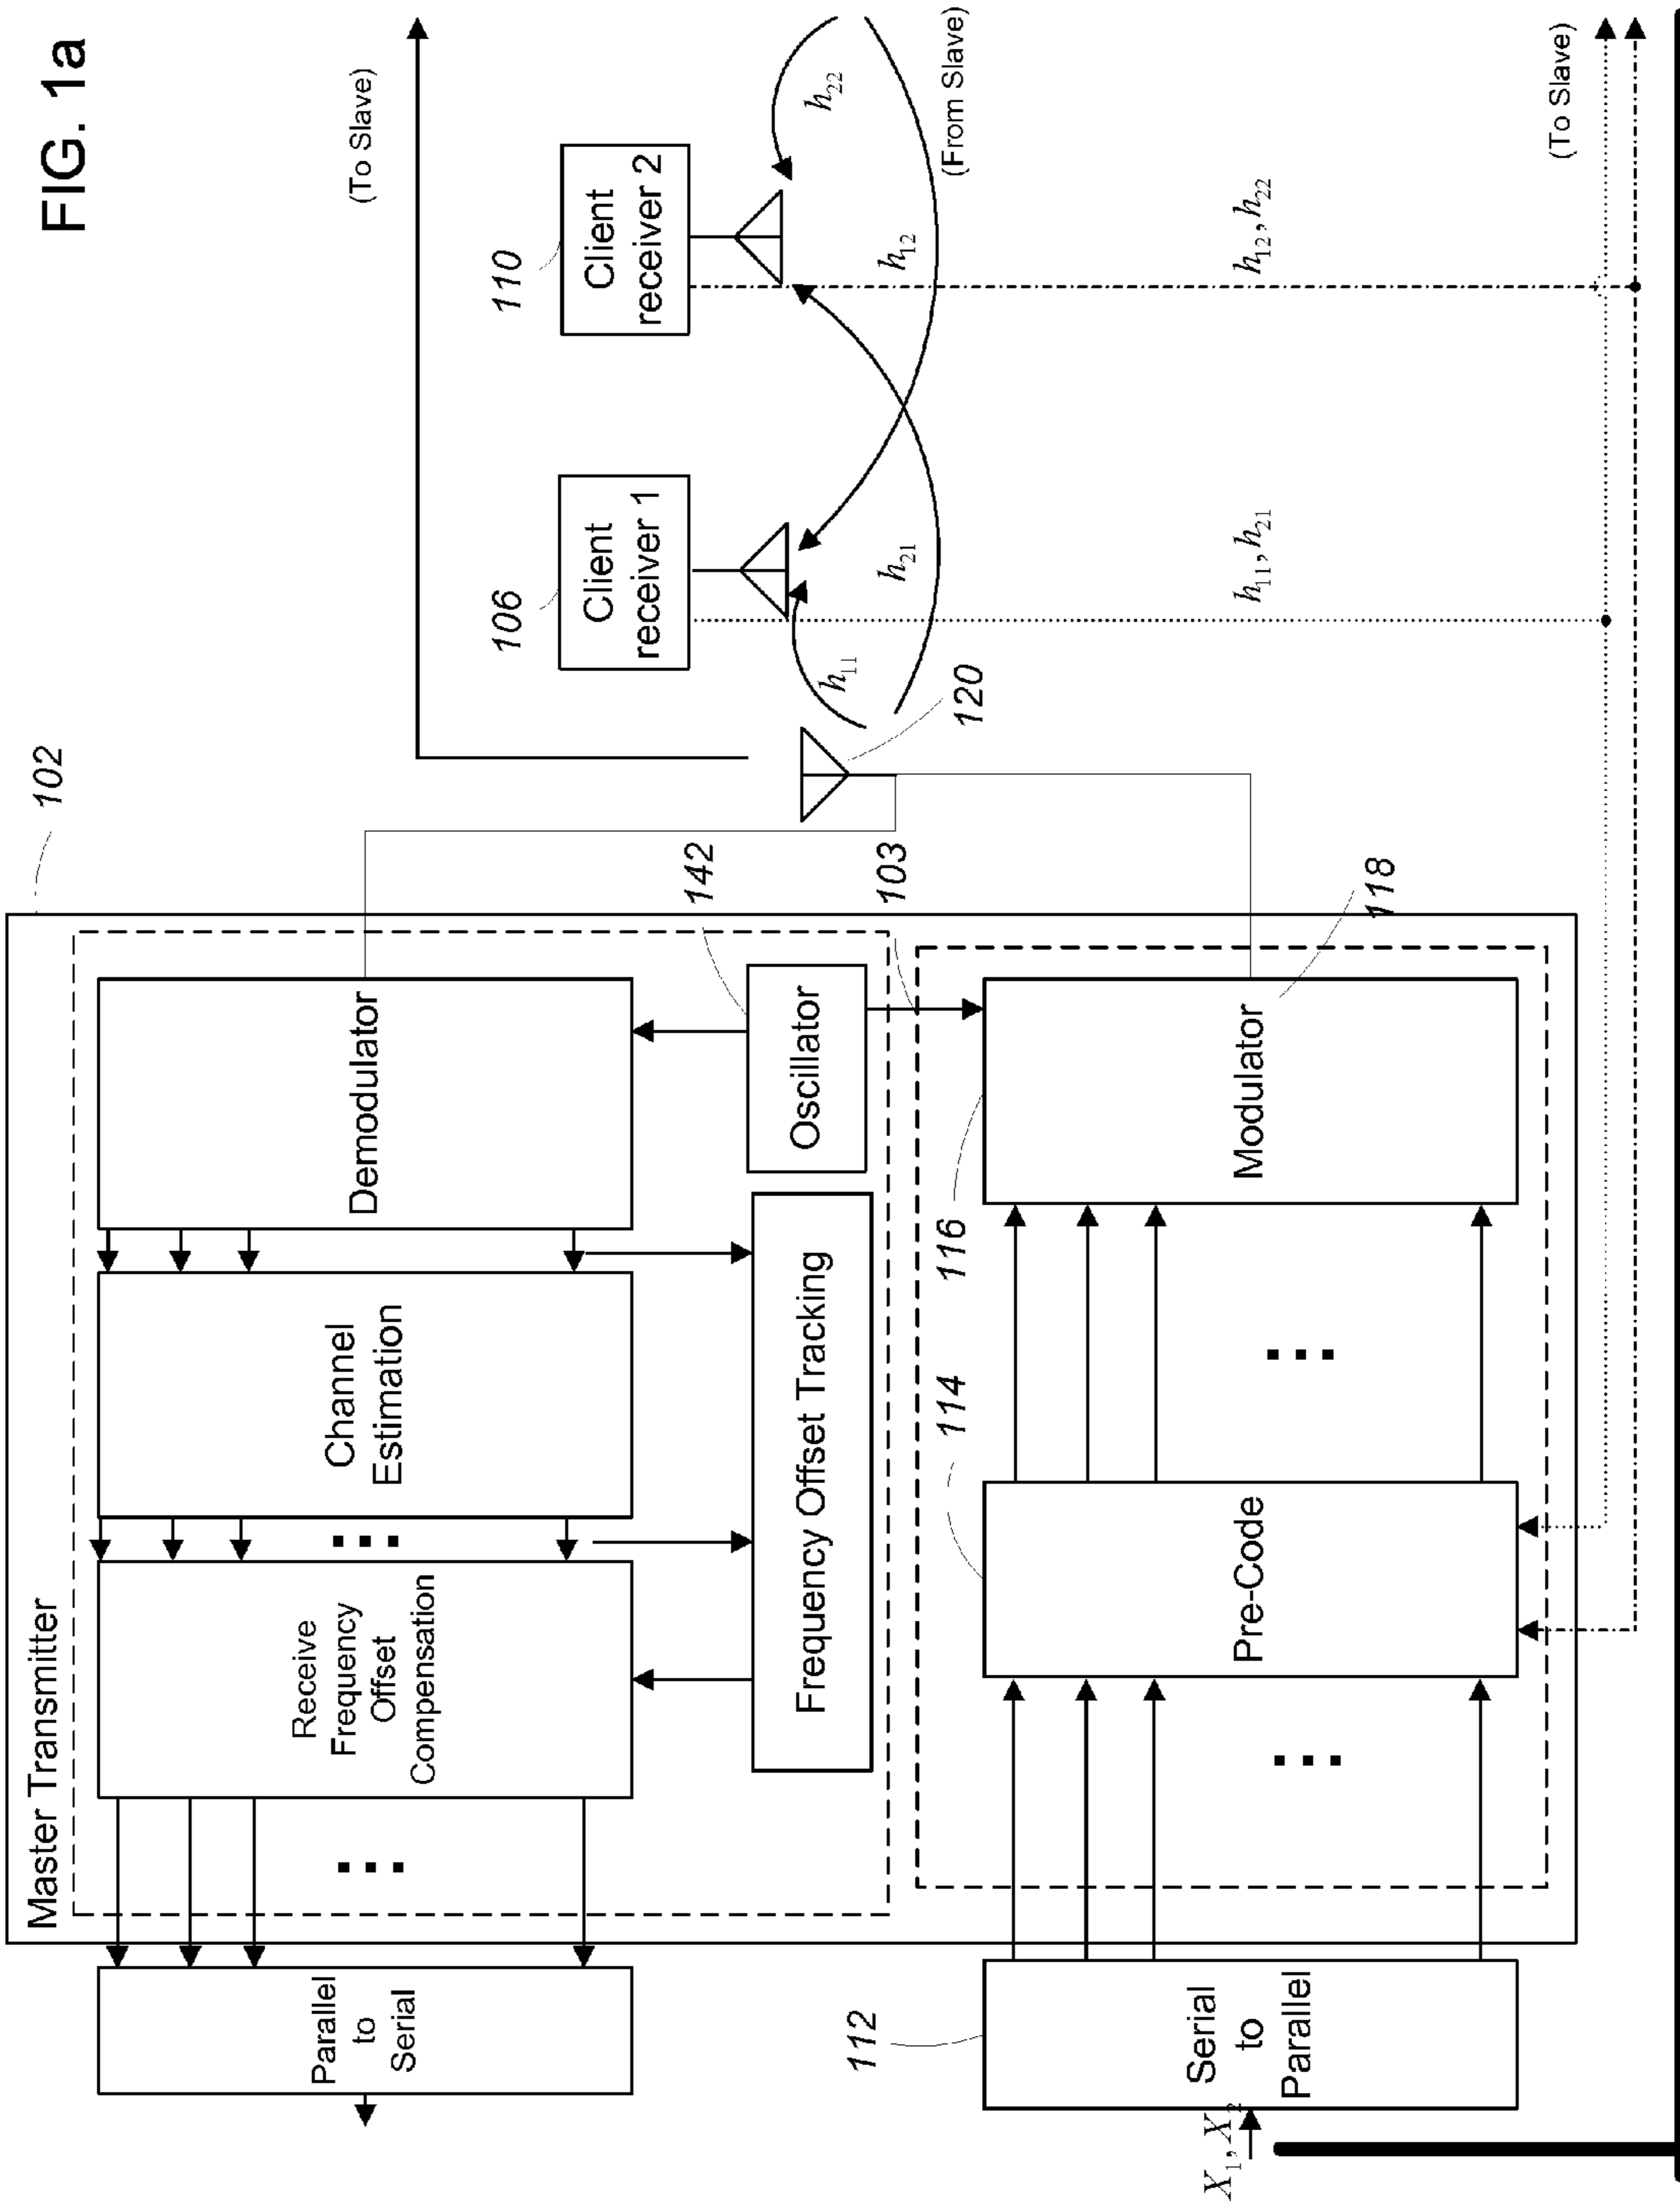 FIG. 1a
Master Transmitter
102
(To Slave)
Parallel
to
Serial
Receive
Frequency
Offset
Compensation
Channel
Estimation
Demodulator
Frequency Offset Tracking
Oscillator
142
103
106
Client
receiver 1
110
Client
receiver 2
h11
h22
h21
h12
120
(From Slave)
112
X1, X2
Serial
to
Parallel
114
Pre-Code
116
Modulator
118
h11, h21
h12, h22
(To Slave)